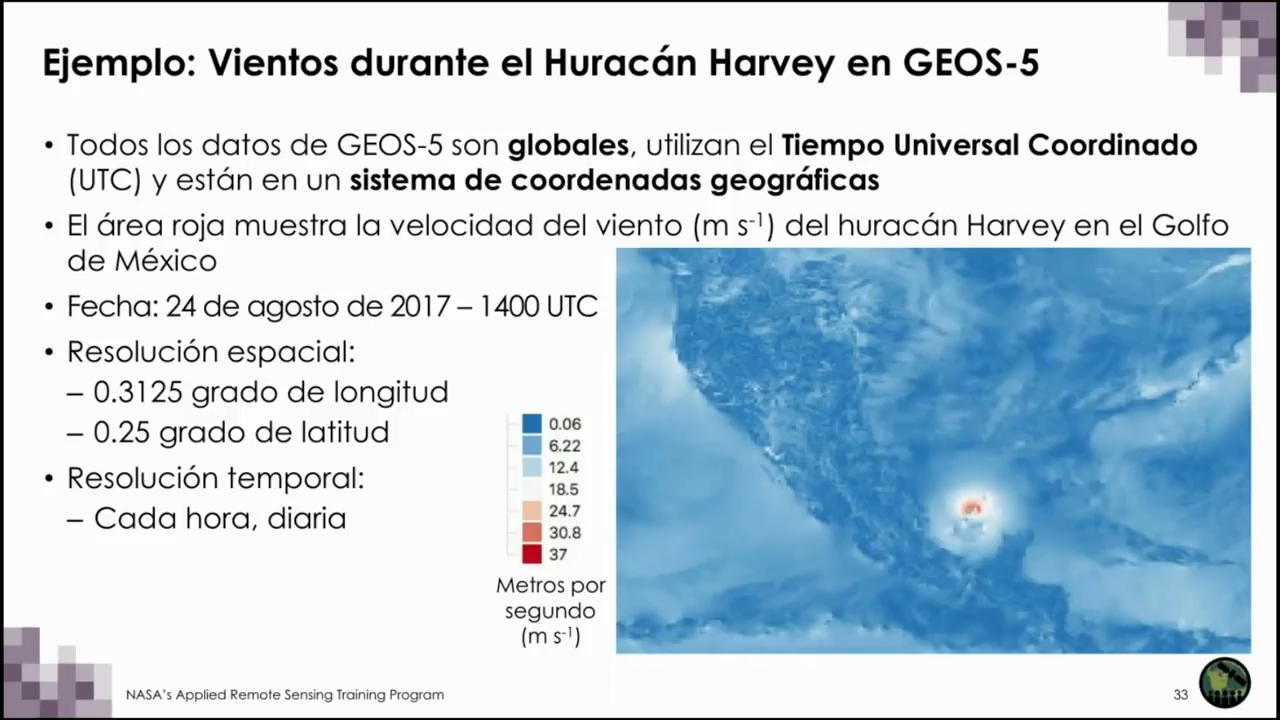 Ejemplo: Vientos durante el Huracán Harvey en GEOS-5
• Todos los datos de GEOS-5 son globales, utilizan el Tiempo Universal Coordinado
(UTC) y están en un sistema de coordenadas geográficas
• El área roja muestra la velocidad del viento (m s-1) del huracán Harvey en el Golfo
de México
• Fecha: 24 de agosto de 2017 – 1400 UTC
• Resolución espacial:
– 0.3125 grado de longitud
– 0.25 grado de latitud
• Resolución temporal:
– Cada hora, diaria
0.06
6.22
12.4
18.5
24.7
30.8
37
Metros por
segundo
(m s-1)
NASA's Applied Remote Sensing Training Program
33